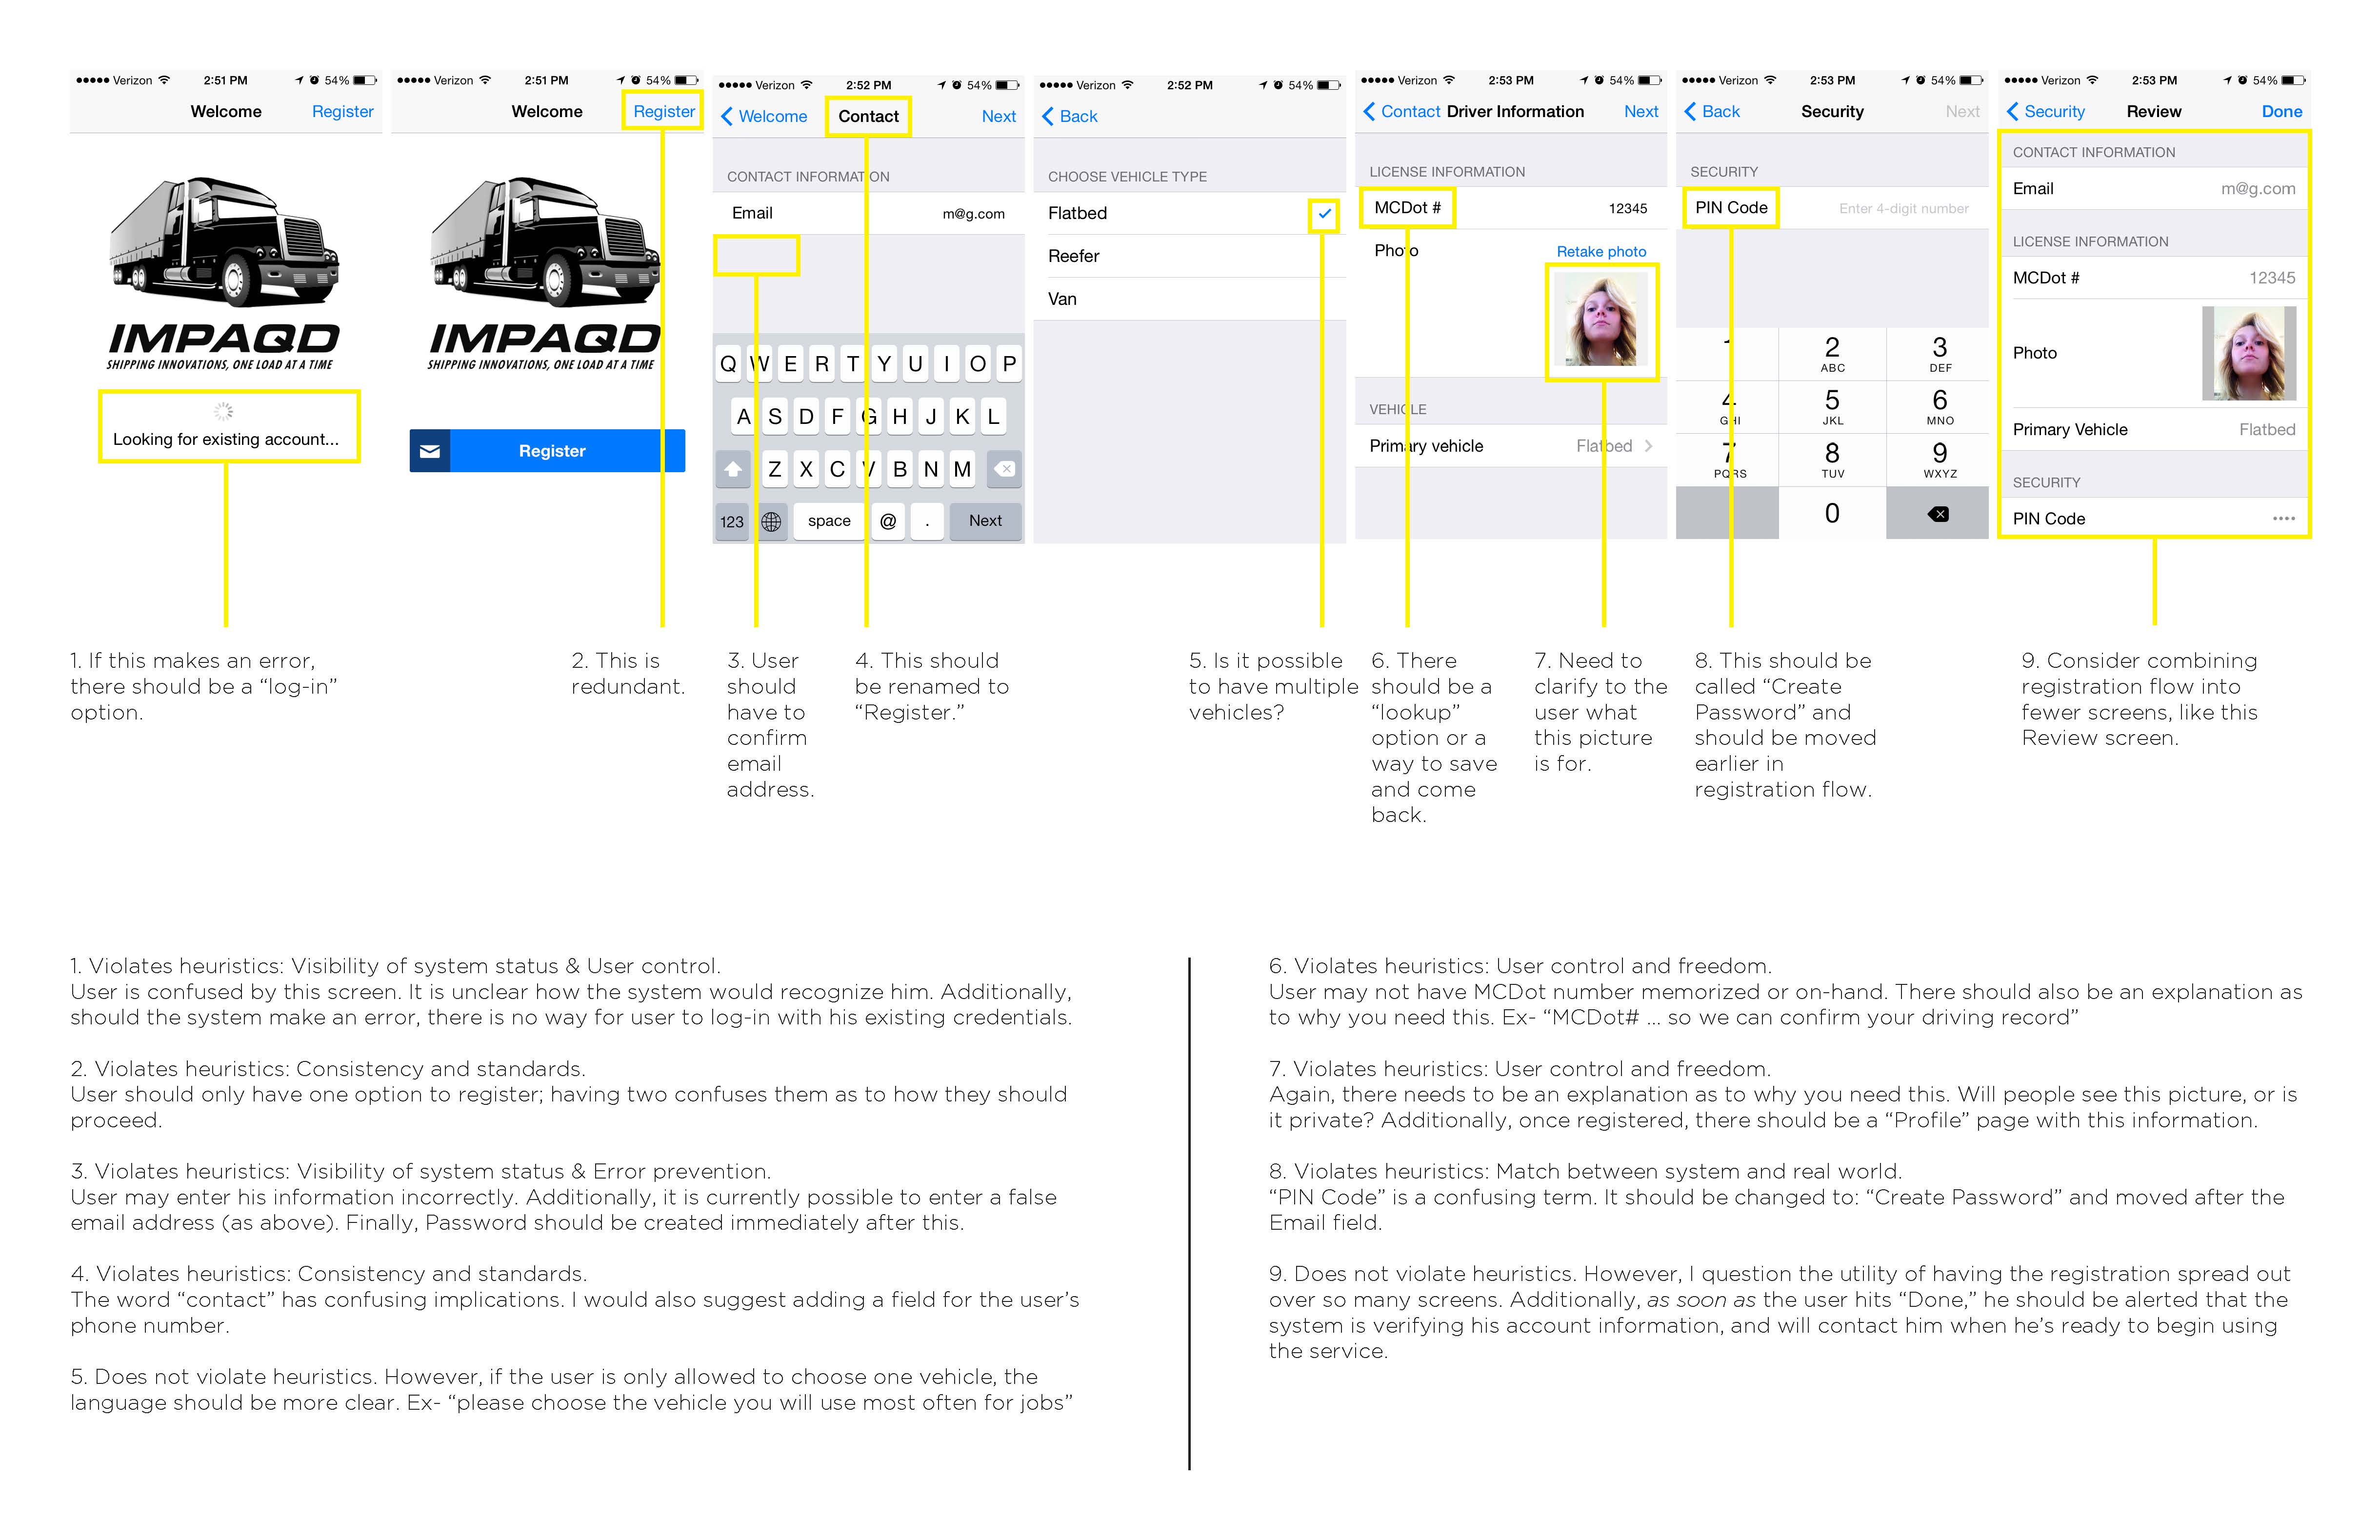 Verizon 2:51 PM 54%
Welcome Register
IMPAQD
SHIPPING INNOVATIONS, ONE LOAD AT A TIME
Looking for existing account...
Verizon 2:51 PM 54%
Welcome Register
IMPAQD
SHIPPING INNOVATIONS, ONE LOAD AT A TIME
Register
Verizon 2:52 PM 54%
Welcome Contact Next
CONTACT INFORMATION
Email m@g.com
Q W E R T Y U I O P
A S D F G H J K L
Z X C V B N M
123 space @ . Next
Verizon 2:52 PM 54%
Back
CHOOSE VEHICLE TYPE
Flatbed
Reefer
Van
Verizon 2:53 PM 54%
Contact Driver Information Next
LICENSE INFORMATION
MCDot # 12345
Photo Retake photo
VEHICLE
Primary vehicle Flatbed
Verizon 2:53 PM 54%
Back Security Next
SECURITY
PIN Code Enter 4-digit number
1 2 3
ABC DEF
4 5 6
GHI JKL MNO
7 8 9
PQRS TUV WXYZ
0
Verizon 2:53 PM 54%
Security Review Done
CONTACT INFORMATION
Email m@g.com
LICENSE INFORMATION
MCDot # 12345
Photo
Primary Vehicle Flatbed
SECURITY
PIN Code ••••
1. If this makes an error,
there should be a “log-in”
option.
2. This is
redundant.
3. User
should
have to
confirm
email
address.
4. This should
be renamed to
“Register.”
5. Is it possible
to have multiple
vehicles?
6. There
should be a
“lookup”
option or a
way to save
and come
back.
7. Need to
clarify to the
user what
this picture
is for.
8. This should be
called “Create
Password” and
should be moved
earlier in
registration flow.
9. Consider combining
registration flow into
fewer screens, like this
Review screen.
1. Violates heuristics: Visibility of system status & User control.
User is confused by this screen. It is unclear how the system would recognize him. Additionally,
should the system make an error, there is no way for user to log-in with his existing credentials.
2. Violates heuristics: Consistency and standards.
User should only have one option to register; having two confuses them as to how they should
proceed.
3. Violates heuristics: Visibility of system status & Error prevention.
User may enter his information incorrectly. Additionally, it is currently possible to enter a false
email address (as above). Finally, Password should be created immediately after this.
4. Violates heuristics: Consistency and standards.
The word “contact” has confusing implications. I would also suggest adding a field for the user’s
phone number.
5. Does not violate heuristics. However, if the user is only allowed to choose one vehicle, the
language should be more clear. Ex- “please choose the vehicle you will use most often for jobs”
6. Violates heuristics: User control and freedom.
User may not have MCDot number memorized or on-hand. There should also be an explanation as
to why you need this. Ex- “MCDot# ... so we can confirm your driving record”
7. Violates heuristics: User control and freedom.
Again, there needs to be an explanation as to why you need this. Will people see this picture, or is
it private? Additionally, once registered, there should be a “Profile” page with this information.
8. Violates heuristics: Match between system and real world.
“PIN Code” is a confusing term. It should be changed to: “Create Password” and moved after the
Email field.
9. Does not violate heuristics. However, I question the utility of having the registration spread out
over so many screens. Additionally, as soon as the user hits “Done,” he should be alerted that the
system is verifying his account information, and will contact him when he’s ready to begin using
the service.